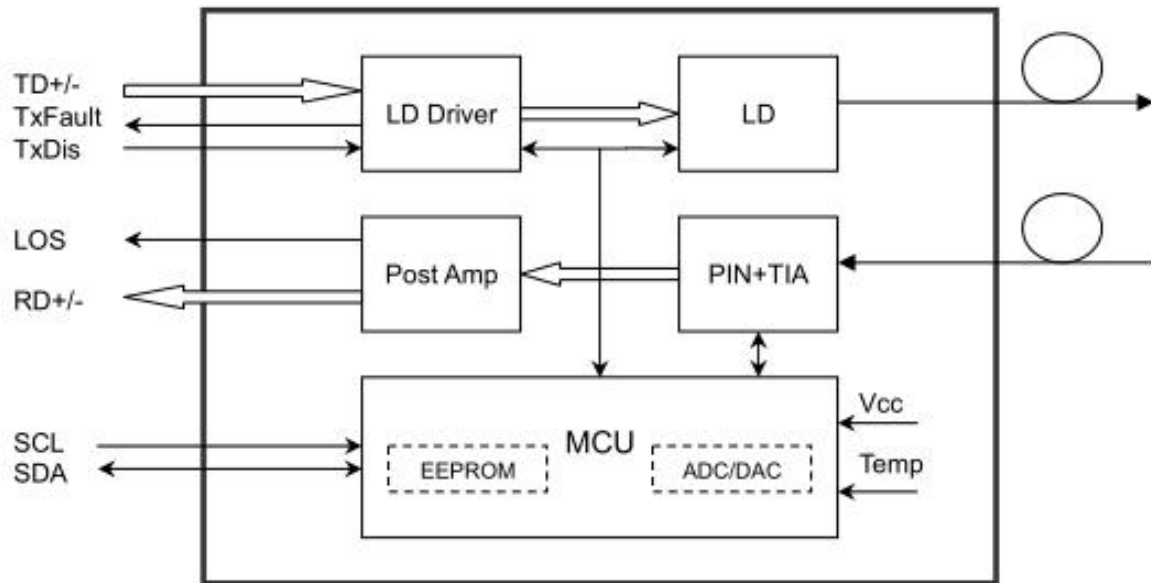 TD+/-
TxFault
TxDis
LD Driver
LD
LOS
RD+/-
Post Amp
PIN+TIA
SCL
SDA
MCU
EEPROM
ADC/DAC
Vcc
Temp